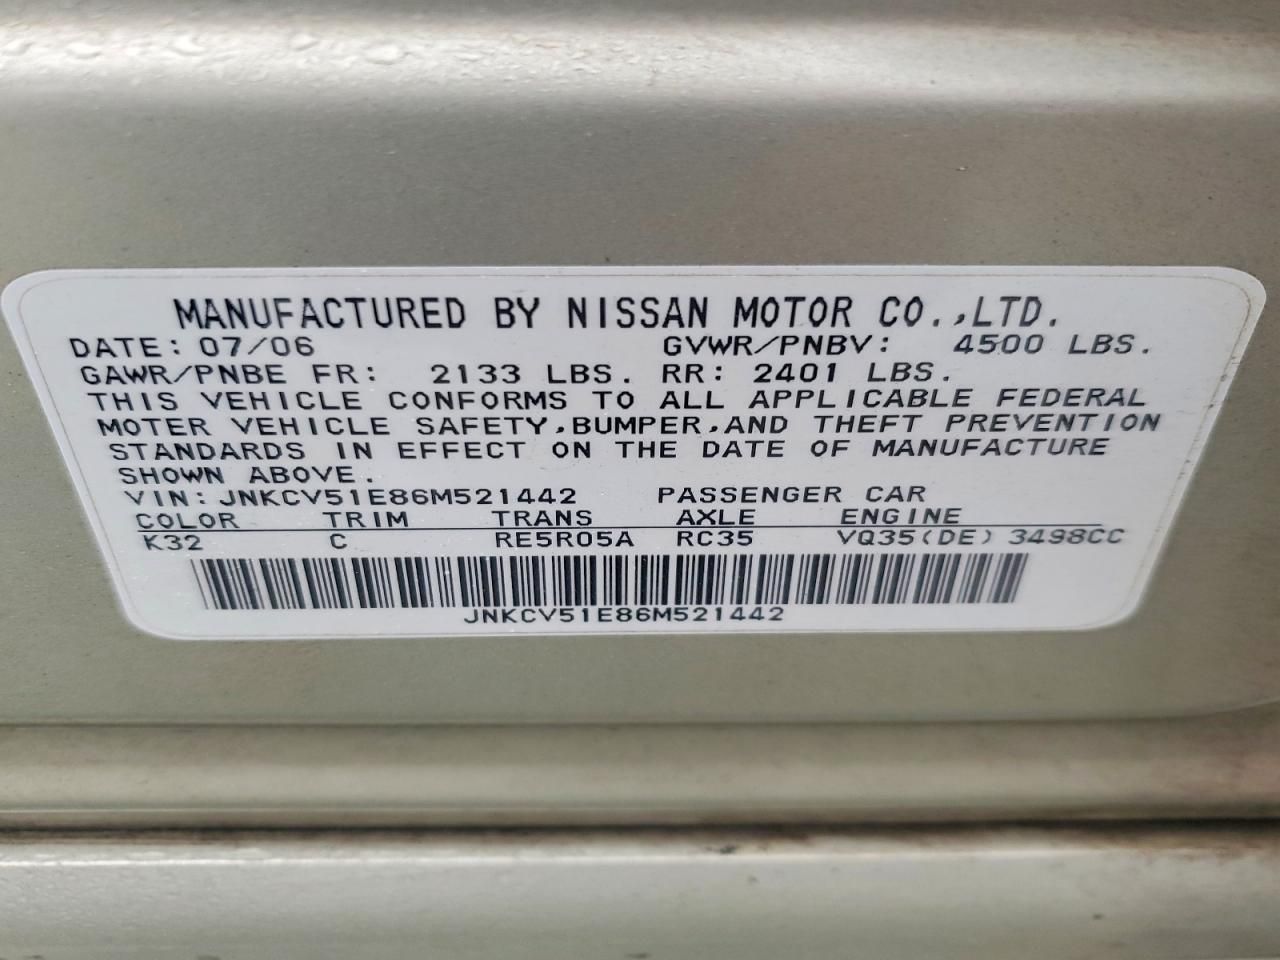 MANUFACTURED BY NISSAN MOTOR CO.,LTD.
DATE: 07/06 GVWR/PNBV: 4500 LBS.
GAWR/PNBE FR: 2133 LBS. RR: 2401 LBS.
THIS VEHICLE CONFORMS TO ALL APPLICABLE FEDERAL
MOTER VEHICLE SAFETY,BUMPER,AND THEFT PREVENTION
STANDARDS IN EFFECT ON THE DATE OF MANUFACTURE
SHOWN ABOVE.
VIN: JNKCV51E86M521442 PASSENGER CAR
COLOR TRIM TRANS AXLE ENGINE
K32 C RE5R05A RC35 VQ35(DE) 3498CC
JNKCV51E86M521442